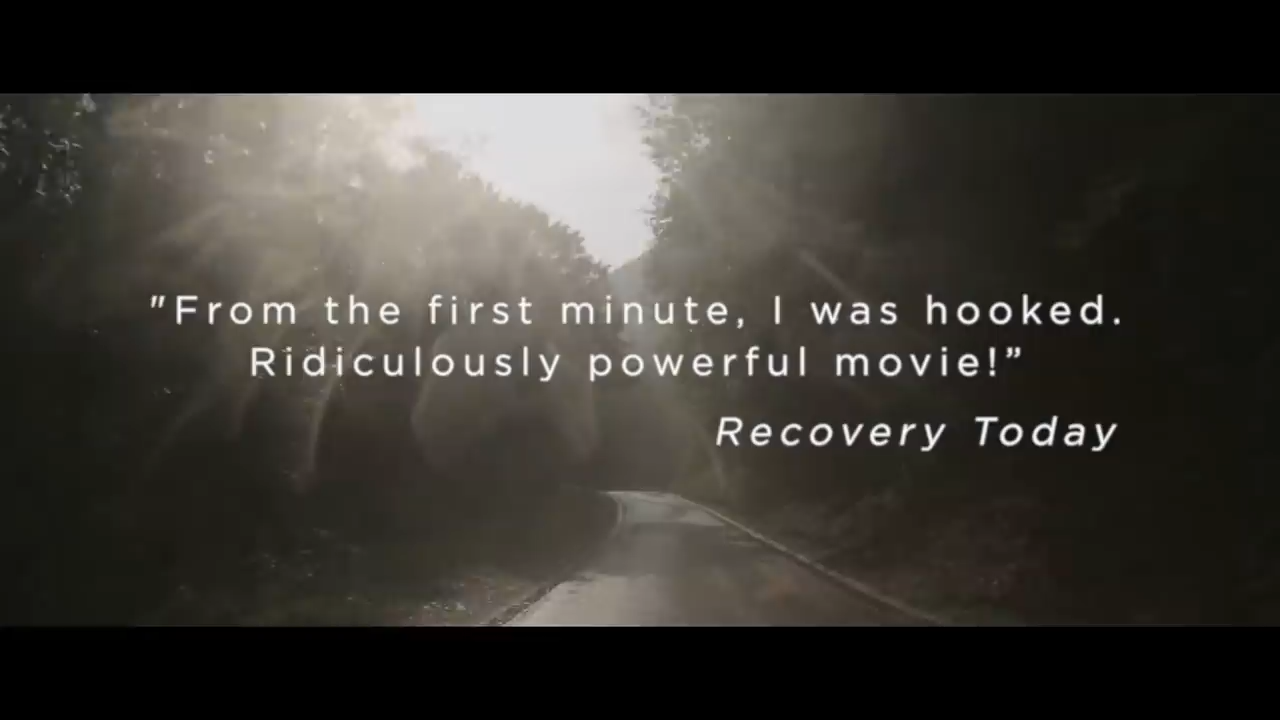 "From the first minute, I was hooked.
Ridiculously powerful movie!”
Recovery Today